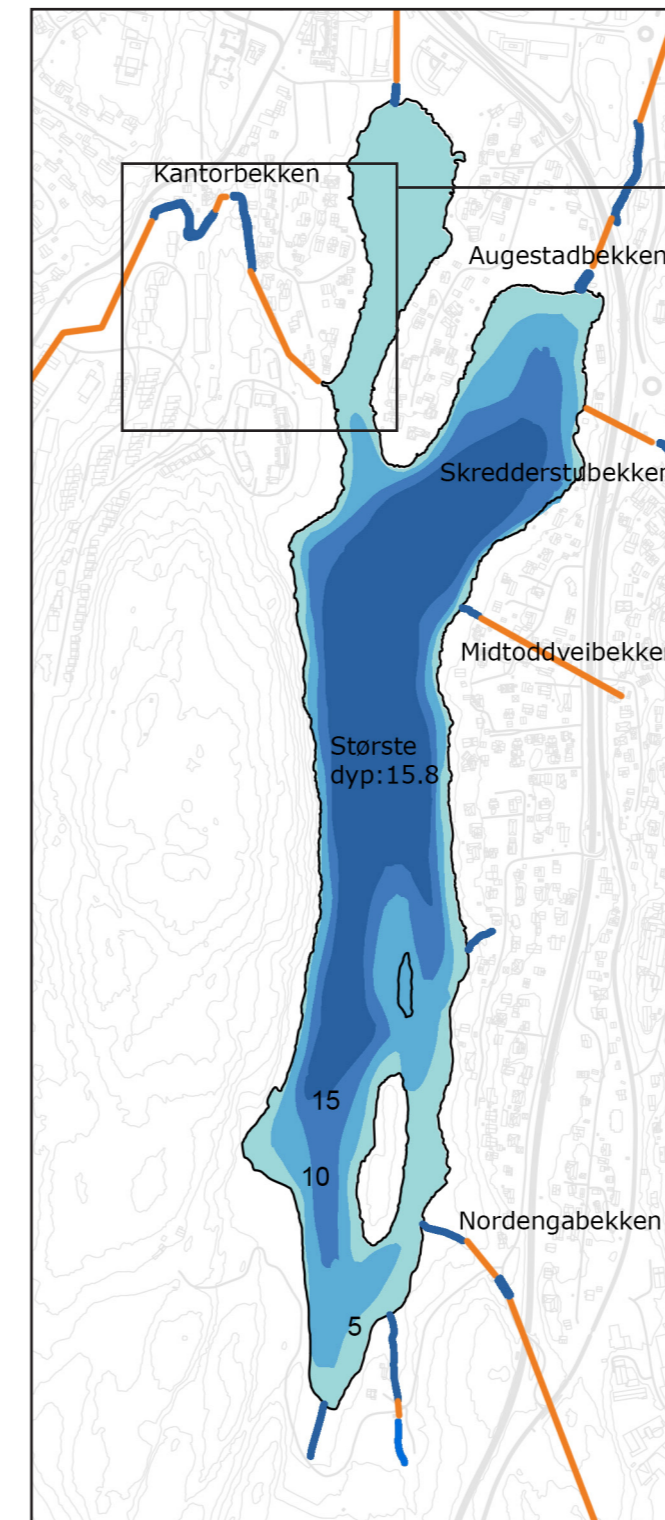 Kantorbekken
Augestadbekken
Skredderstubekken
Midtoddveibekken
Største
dyp:15.8
15
10
Nordengabekken
5